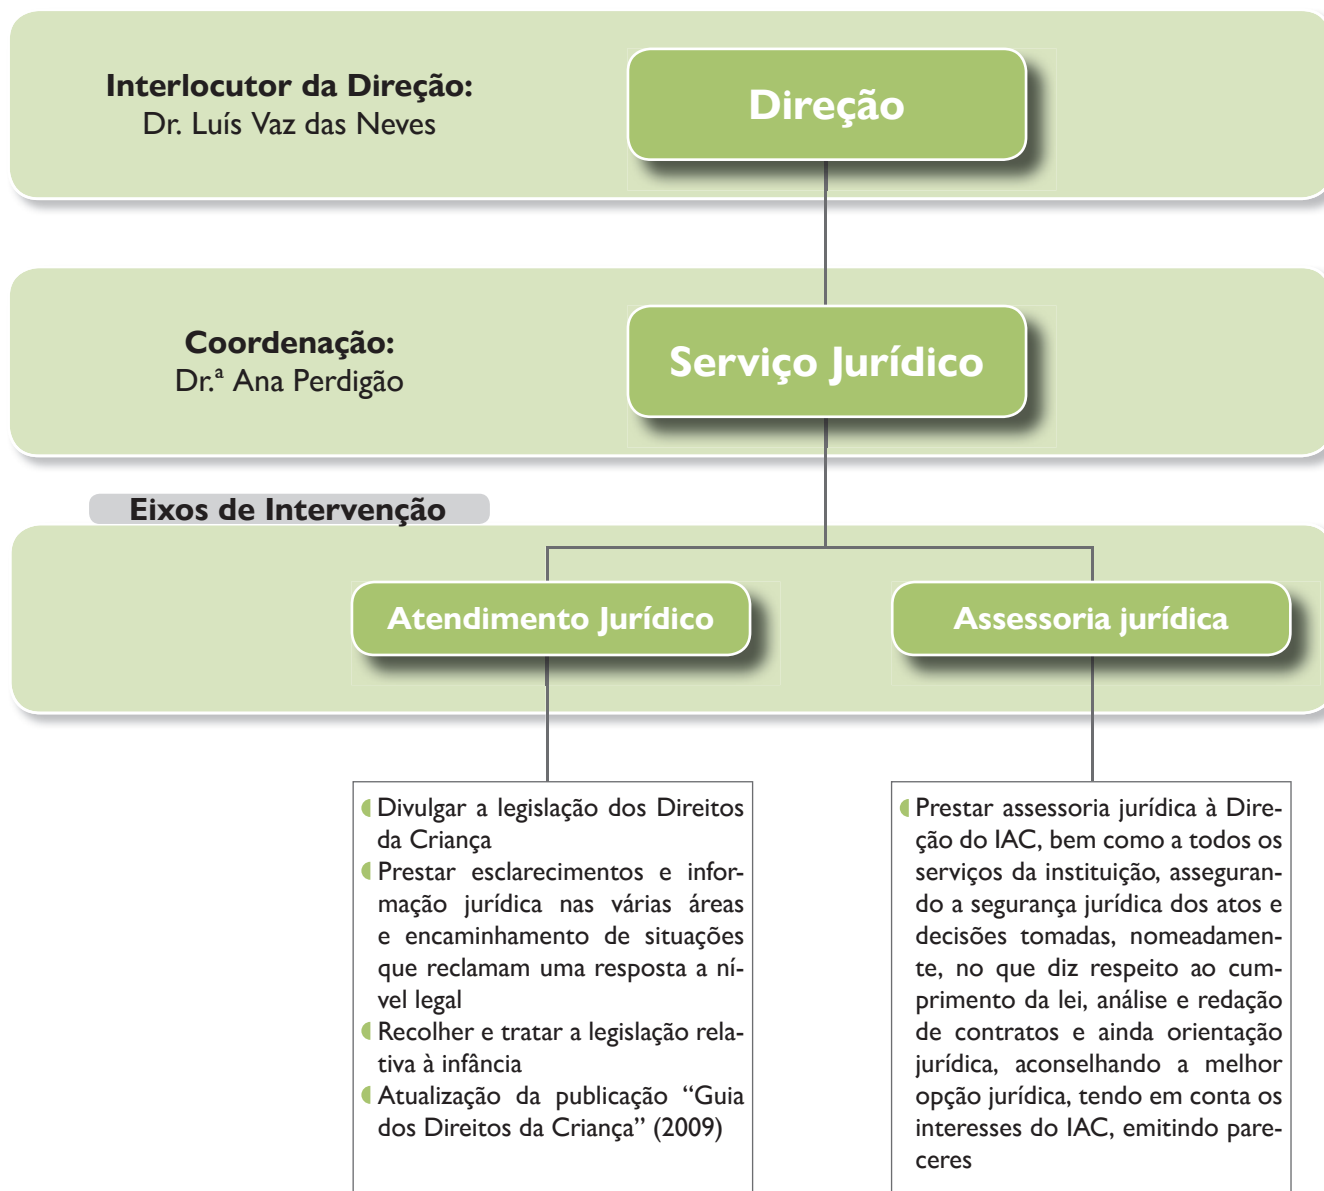 Interlocutor da Direção:
Dr. Luís Vaz das Neves
Direção
Coordenação:
Dr.ª Ana Perdigão
Serviço Jurídico
Eixos de Intervenção
Atendimento Jurídico
Assessoria jurídica
Divulgar a legislação dos Direitos
da Criança
Prestar esclarecimentos e infor-
mação jurídica nas várias áreas
e encaminhamento de situações
que reclamam uma resposta a ní-
vel legal
Recolher e tratar a legislação rela-
tiva à infância
Atualização da publicação “Guia
dos Direitos da Criança” (2009)
Prestar assessoria jurídica à Dire-
ção do IAC, bem como a todos os
serviços da instituição, asseguran-
do a segurança jurídica dos atos e
decisões tomadas, nomeadamen-
te, no que diz respeito ao cum-
primento da lei, análise e redação
de contratos e ainda orientação
jurídica, aconselhando a melhor
opção jurídica, tendo em conta os
interesses do IAC, emitindo pare-
ceres